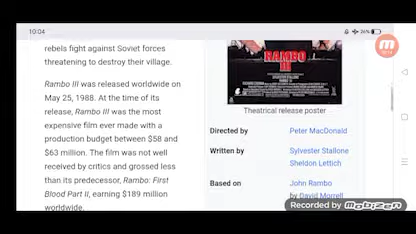 10:04
26%
rebels fight against Soviet forces
threatening to destroy their village.
Rambo III was released worldwide on
May 25, 1988. At the time of its
release, Rambo III was the most
expensive film ever made with a
production budget between $58 and
$63 million. The film was not well
received by critics and grossed less
than its predecessor, Rambo: First
Blood Part II, earning $189 million
worldwide.
RAMBO
III
Theatrical release poster
Directed by
Peter MacDonald
Written by
Sylvester Stallone
Sheldon Lettich
Based on
John Rambo
by David Morrell
Recorded by Mobizen